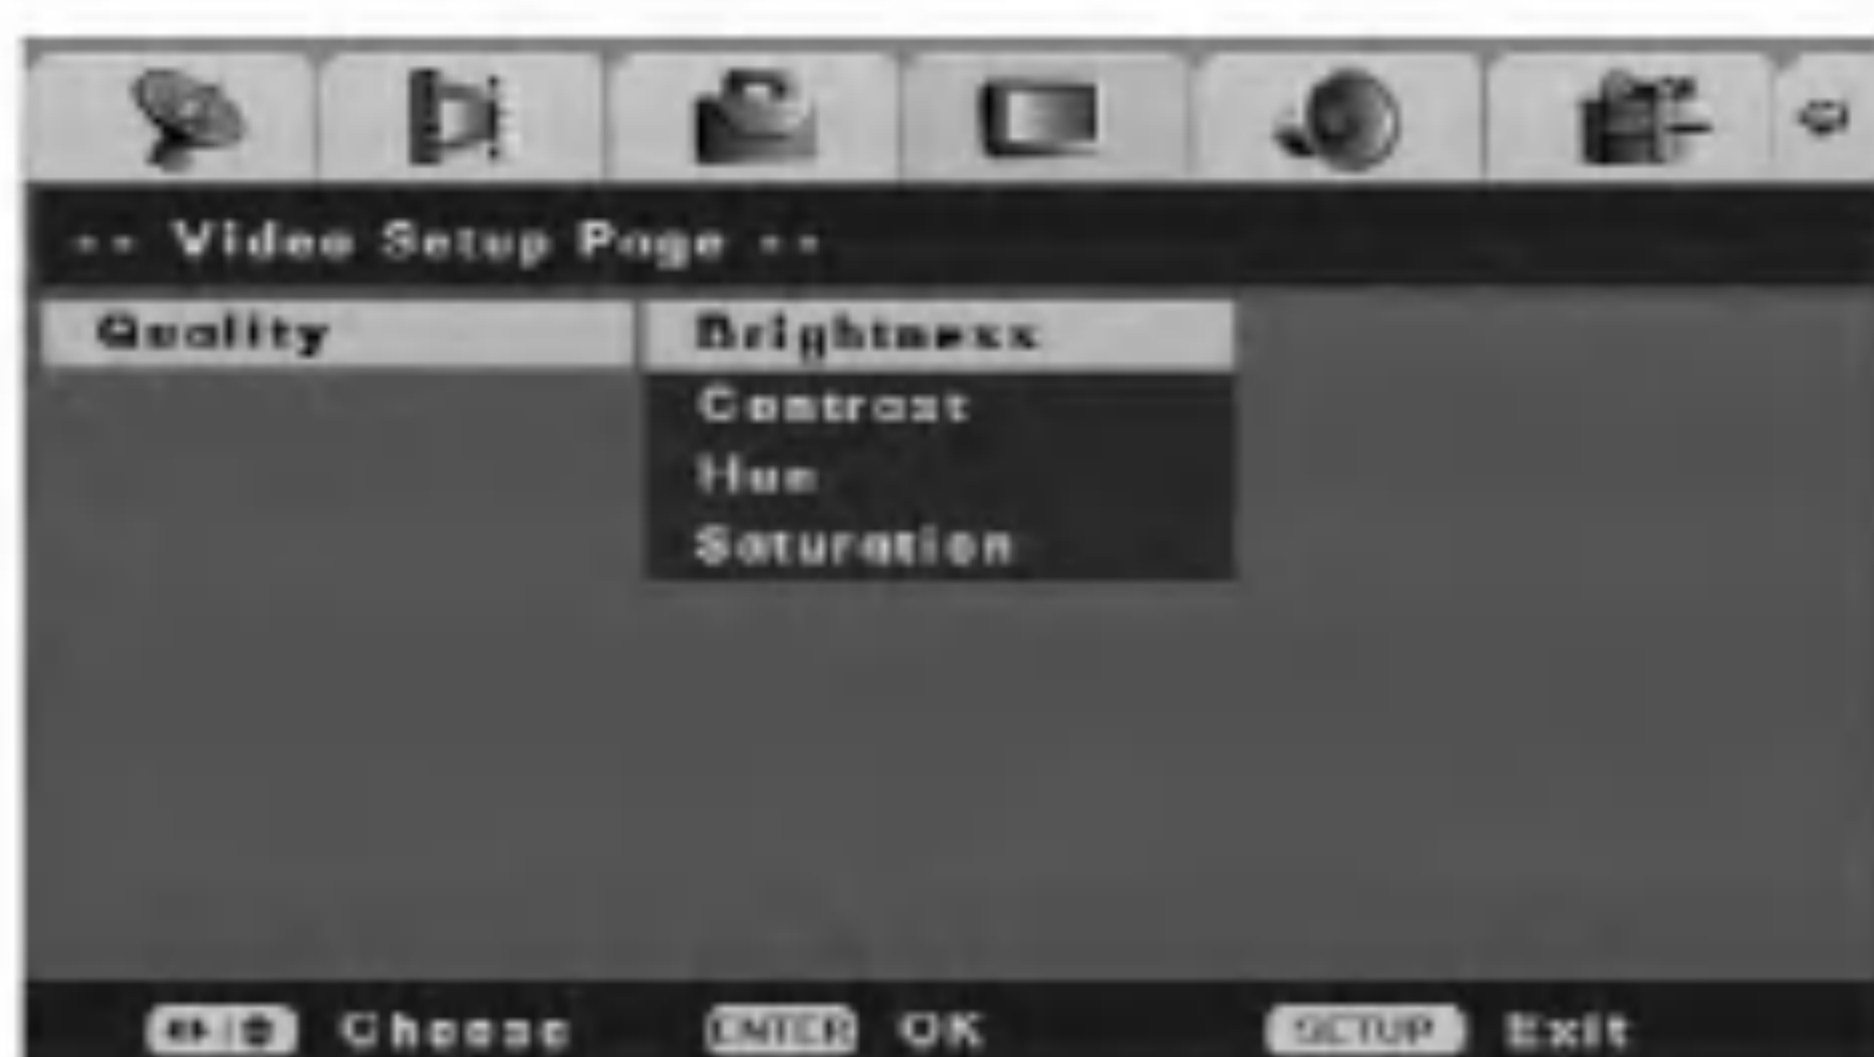 -- Video Setup Page --
Quality
Brightness
Contrast
Hue
Saturation
Choose ENTER OK SETUP Exit